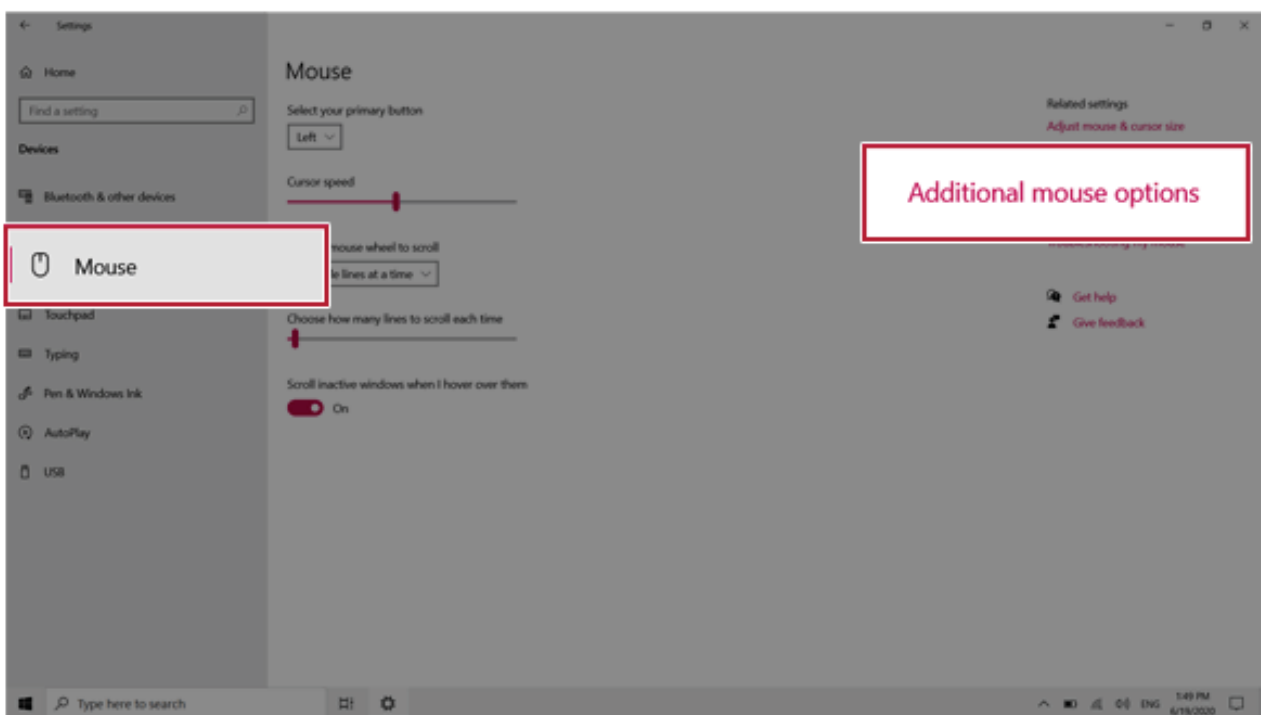 Settings
Home
Find a setting
Devices
Bluetooth & other devices
Mouse
Touchpad
Typing
Pen & Windows Ink
AutoPlay
USB
Mouse
Select your primary button
Left
Cursor speed
mouse wheel to scroll
lines at a time
Choose how many lines to scroll each time
Scroll inactive windows when I hover over them
On
Related settings
Adjust mouse & cursor size
Additional mouse options
Get help
Give feedback
Type here to search
ENG
1:49 PM
6/19/2020